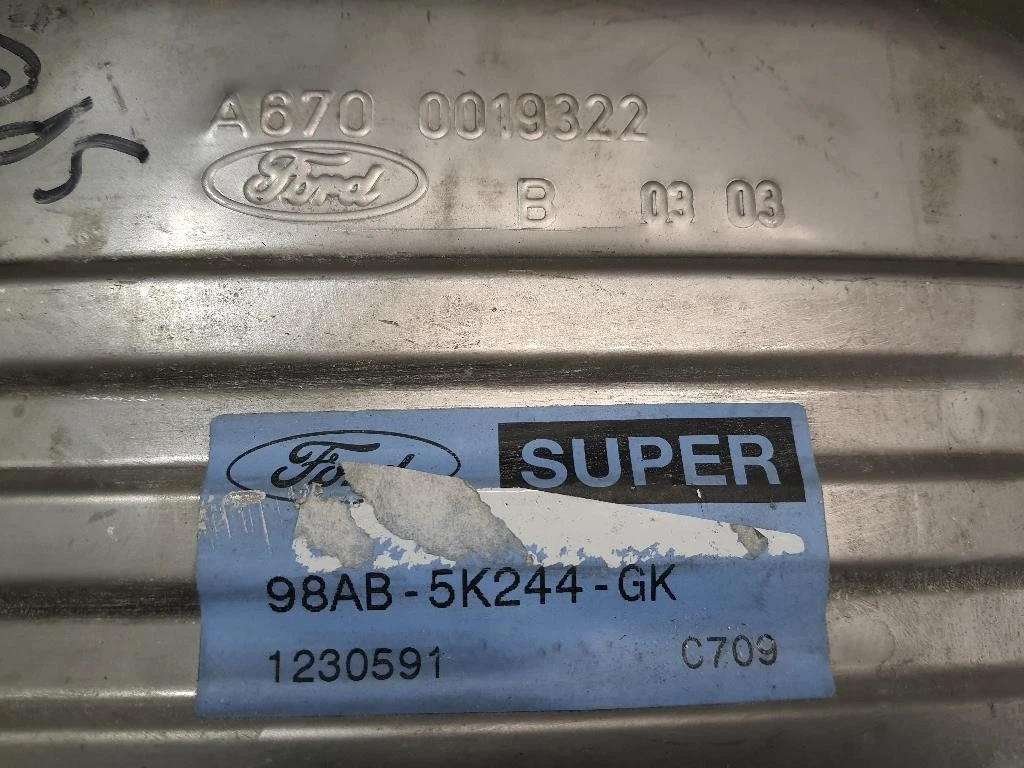 A670 0019322
Ford B 03 03
Ford SUPER
98AB-5K244-GK
1230591 C709